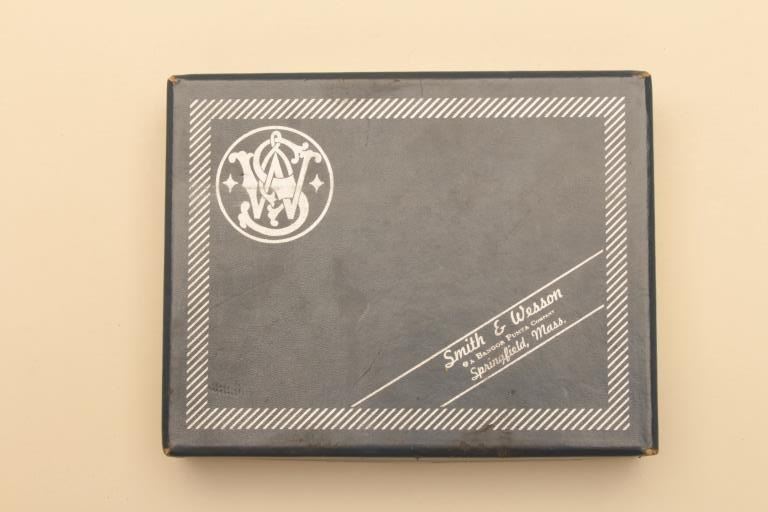 S&W
Smith & Wesson
A BANGOR PUNTA COMPANY
Springfield, Mass.